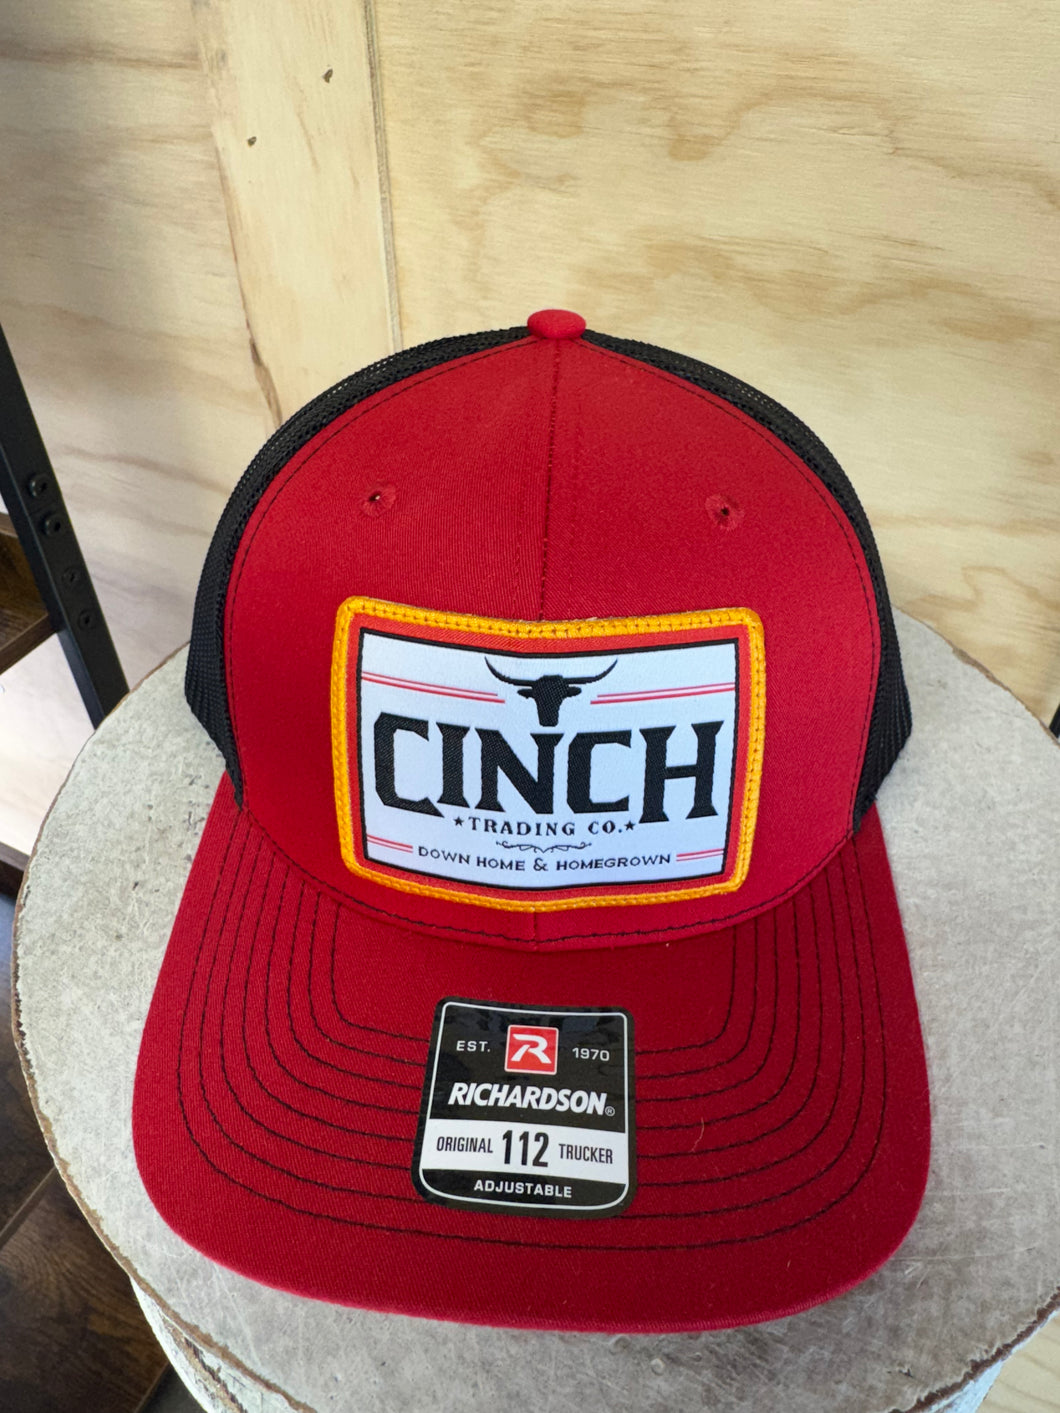 CINCH
★TRADING CO.★
DOWN HOME & HOMEGROWN
EST. R 1970
RICHARDSON®
ORIGINAL 112 TRUCKER
ADJUSTABLE